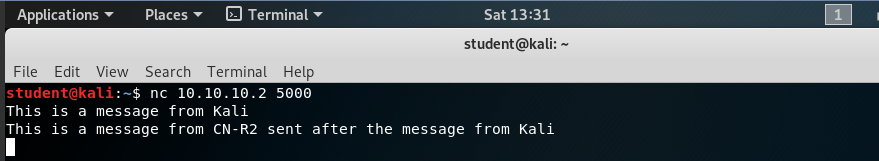 Applications Places Terminal Sat 13:31 1
student@kali: ~
File Edit View Search Terminal Help
student@kali:~$ nc 10.10.10.2 5000
This is a message from Kali
This is a message from CN-R2 sent after the message from Kali